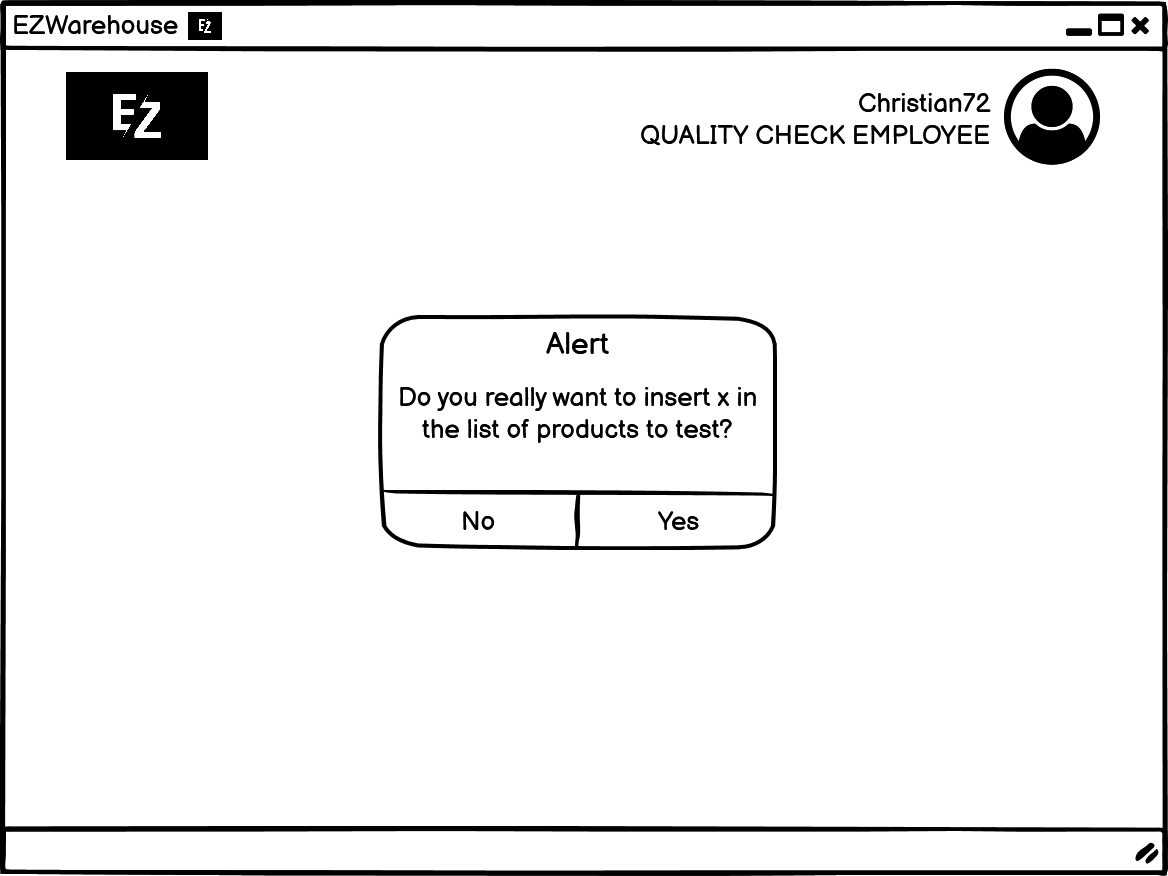 EZWarehouse EZ
EZ
Christian72
QUALITY CHECK EMPLOYEE
Alert
Do you really want to insert x in
the list of products to test?
No Yes